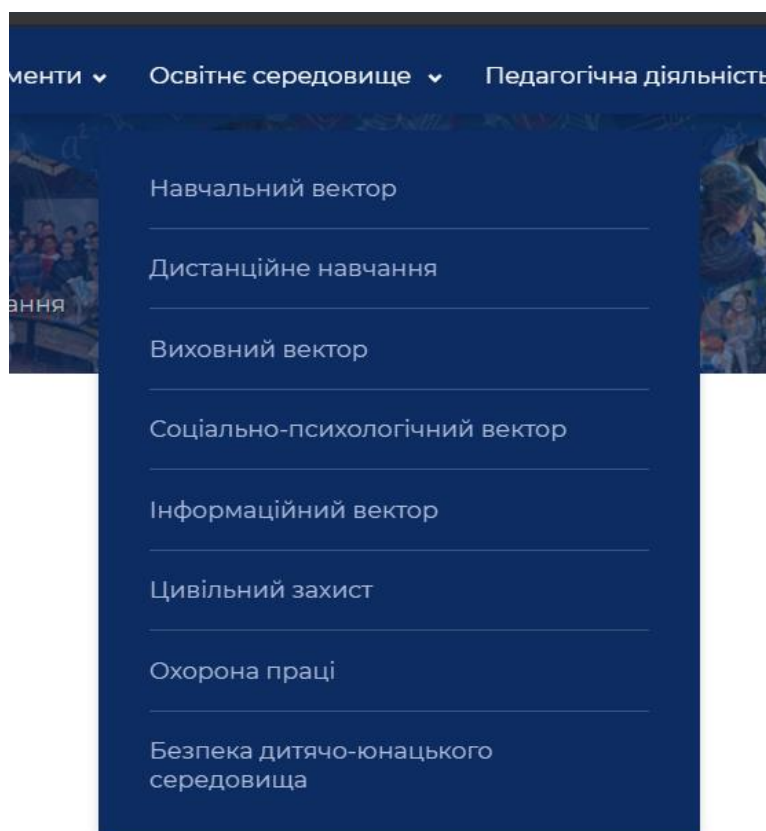 менти Освітнє середовище Педагогічна діяльність
Навчальний вектор
Дистанційне навчання
ання
Виховний вектор
Соціально-психологічний вектор
Інформаційний вектор
Цивільний захист
Охорона праці
Безпека дитячо-юнацького
середовища